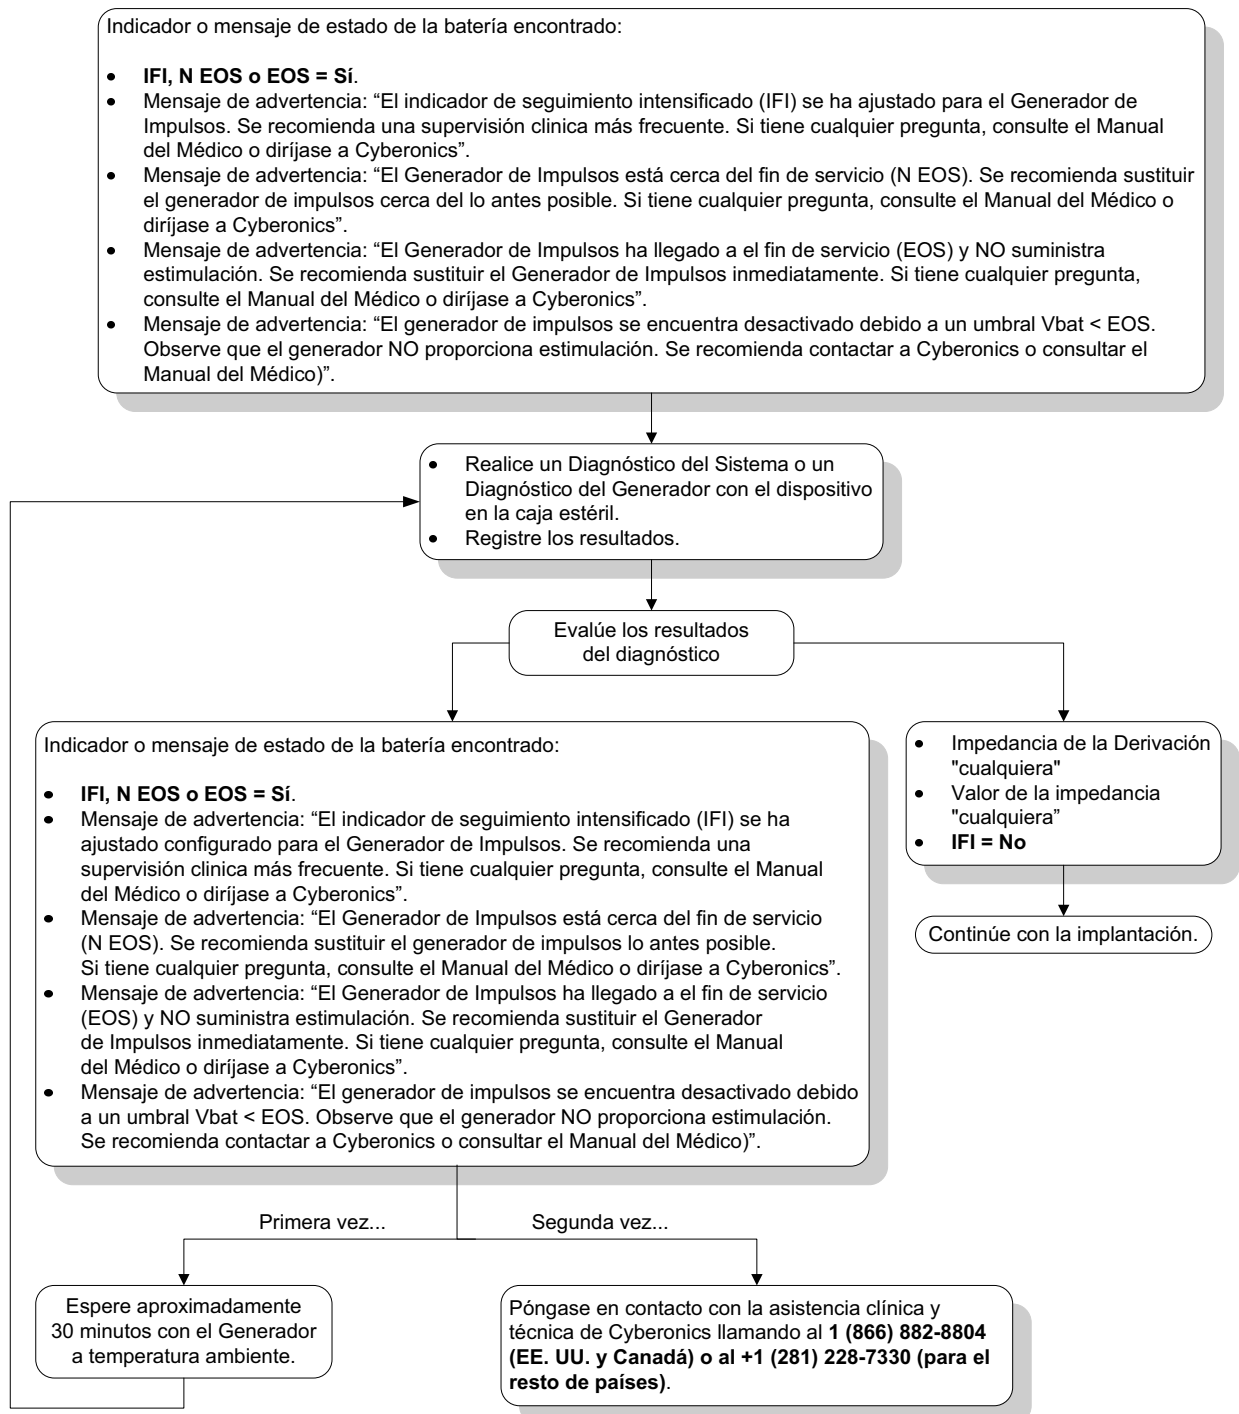 Indicador o mensaje de estado de la batería encontrado:
• IFI, N EOS o EOS = Sí.
• Mensaje de advertencia: “El indicador de seguimiento intensificado (IFI) se ha ajustado para el Generador de
Impulsos. Se recomienda una supervisión clinica más frecuente. Si tiene cualquier pregunta, consulte el Manual
del Médico o diríjase a Cyberonics”.
• Mensaje de advertencia: “El Generador de Impulsos está cerca del fin de servicio (N EOS). Se recomienda sustituir
el generador de impulsos cerca del lo antes posible. Si tiene cualquier pregunta, consulte el Manual del Médico o
diríjase a Cyberonics”.
• Mensaje de advertencia: “El Generador de Impulsos ha llegado a el fin de servicio (EOS) y NO suministra
estimulación. Se recomienda sustituir el Generador de Impulsos inmediatamente. Si tiene cualquier pregunta,
consulte el Manual del Médico o diríjase a Cyberonics”.
• Mensaje de advertencia: “El generador de impulsos se encuentra desactivado debido a un umbral Vbat < EOS.
Observe que el generador NO proporciona estimulación. Se recomienda contactar a Cyberonics o consultar el
Manual del Médico)”.
• Realice un Diagnóstico del Sistema o un
Diagnóstico del Generador con el dispositivo
en la caja estéril.
• Registre los resultados.
Evalúe los resultados
del diagnóstico
Indicador o mensaje de estado de la batería encontrado:
• IFI, N EOS o EOS = Sí.
• Mensaje de advertencia: “El indicador de seguimiento intensificado (IFI) se ha
ajustado configurado para el Generador de Impulsos. Se recomienda una
supervisión clinica más frecuente. Si tiene cualquier pregunta, consulte el Manual
del Médico o diríjase a Cyberonics”.
• Mensaje de advertencia: “El Generador de Impulsos está cerca del fin de servicio
(N EOS). Se recomienda sustituir el generador de impulsos lo antes posible.
Si tiene cualquier pregunta, consulte el Manual del Médico o diríjase a Cyberonics”.
• Mensaje de advertencia: “El Generador de Impulsos ha llegado a el fin de servicio
(EOS) y NO suministra estimulación. Se recomienda sustituir el Generador
de Impulsos inmediatamente. Si tiene cualquier pregunta, consulte el Manual
del Médico o diríjase a Cyberonics”.
• Mensaje de advertencia: “El generador de impulsos se encuentra desactivado debido
a un umbral Vbat < EOS. Observe que el generador NO proporciona estimulación.
Se recomienda contactar a Cyberonics o consultar el Manual del Médico)”.
• Impedancia de la Derivación
"cualquiera"
• Valor de la impedancia
"cualquiera”
• IFI = No
Continúe con la implantación.
Primera vez...
Segunda vez...
Espere aproximadamente
30 minutos con el Generador
a temperatura ambiente.
Póngase en contacto con la asistencia clínica y
técnica de Cyberonics llamando al 1 (866) 882-8804
(EE. UU. y Canadá) o al +1 (281) 228-7330 (para el
resto de países).